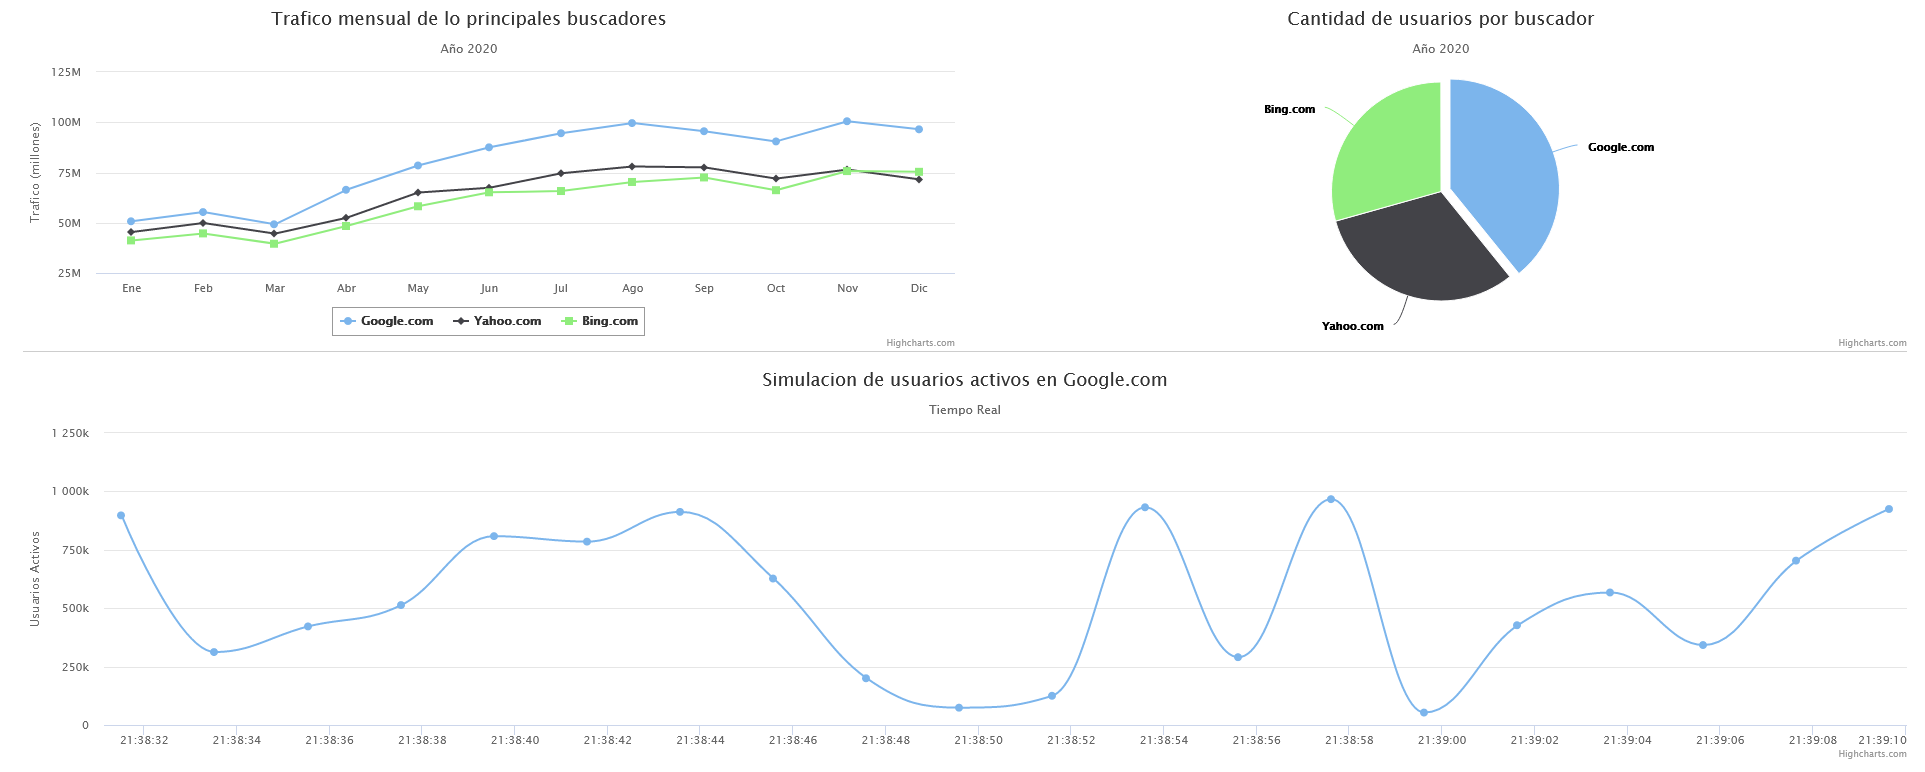 Trafico mensual de lo principales buscadores
Año 2020
125M
100M
75M
50M
25M
Trafico (millones)
Ene Feb Mar Abr May Jun Jul Ago Sep Oct Nov Dic
Google.com Yahoo.com Bing.com
Highcharts.com
Cantidad de usuarios por buscador
Año 2020
Bing.com
Google.com
Yahoo.com
Highcharts.com
Simulacion de usuarios activos en Google.com
Tiempo Real
1 250k
1 000k
750k
500k
250k
0
Usuarios Activos
21:38:32 21:38:34 21:38:36 21:38:38 21:38:40 21:38:42 21:38:44 21:38:46 21:38:48 21:38:50 21:38:52 21:38:54 21:38:56 21:38:58 21:39:00 21:39:02 21:39:04 21:39:06 21:39:08 21:39:10
Highcharts.com